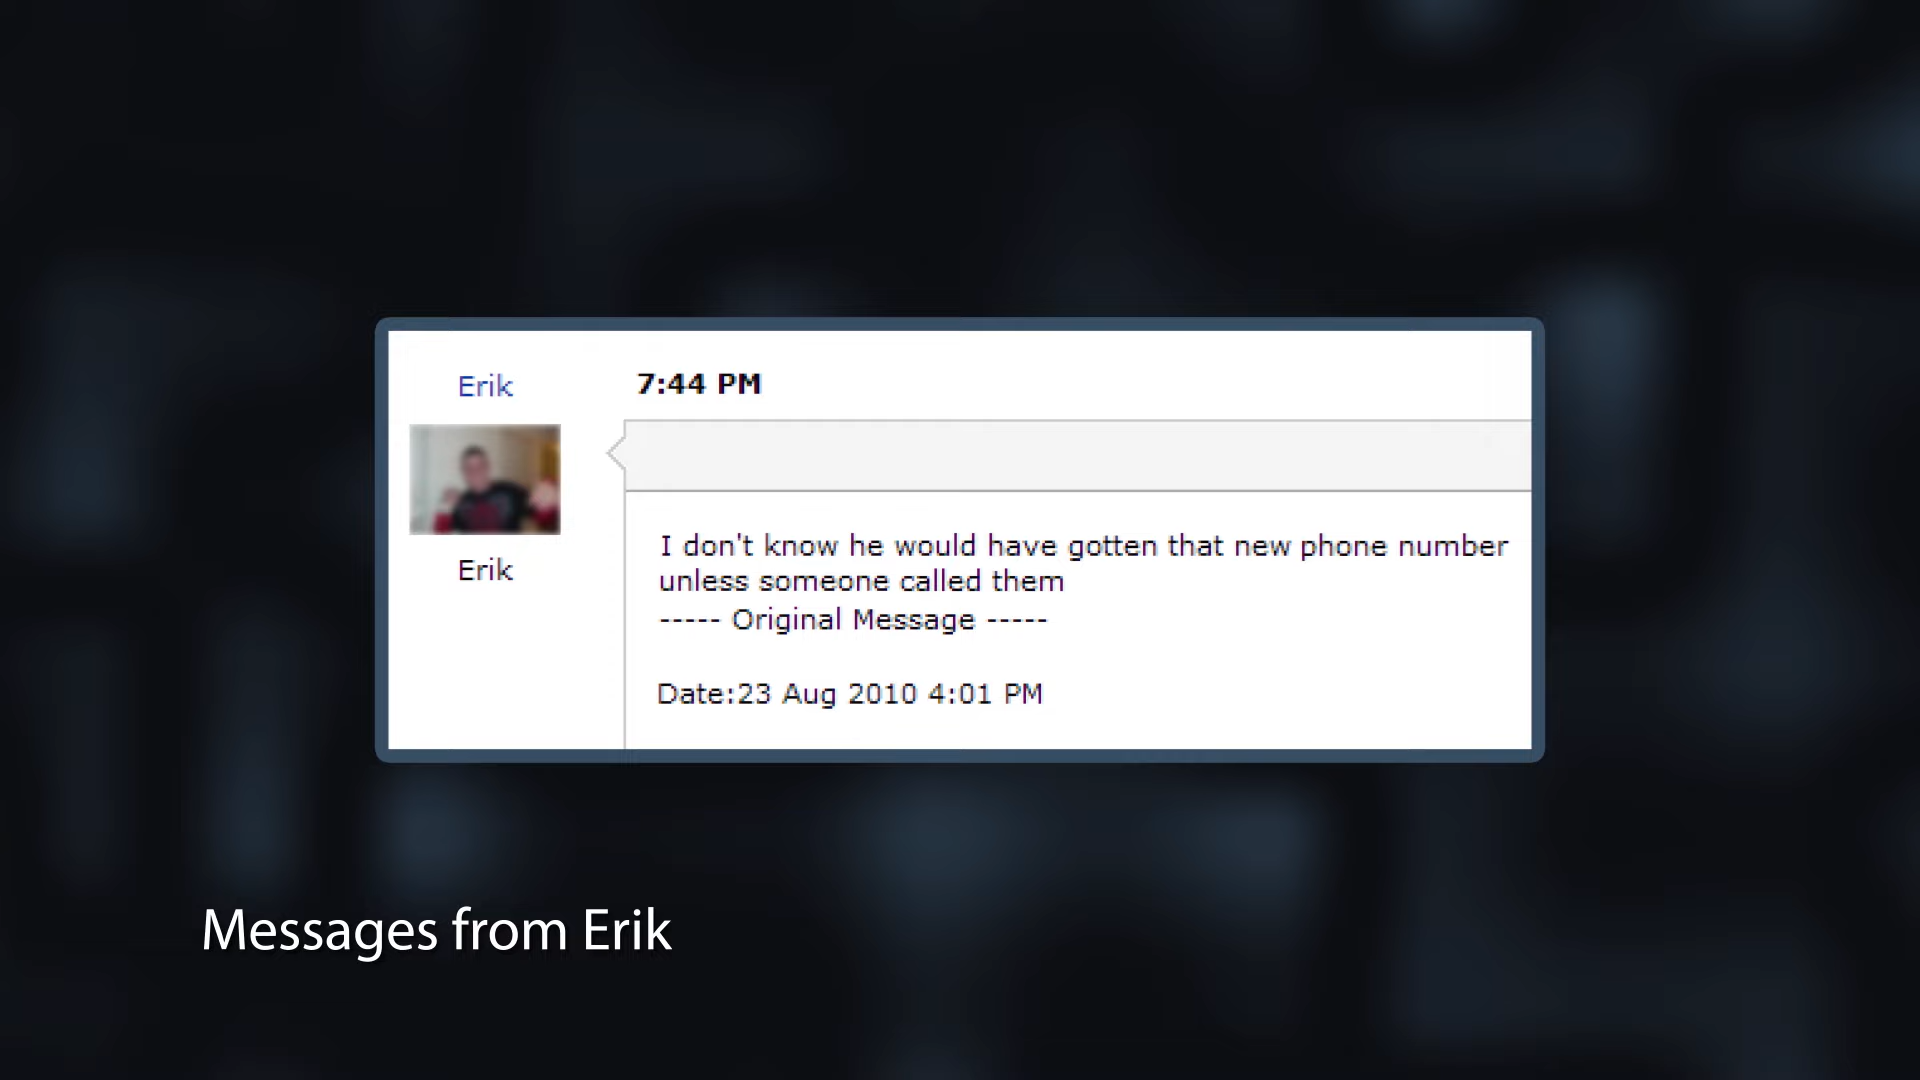 Erik
7:44 PM
Erik
I don't know he would have gotten that new phone number
unless someone called them
----- Original Message -----
Date:23 Aug 2010 4:01 PM
Messages from Erik